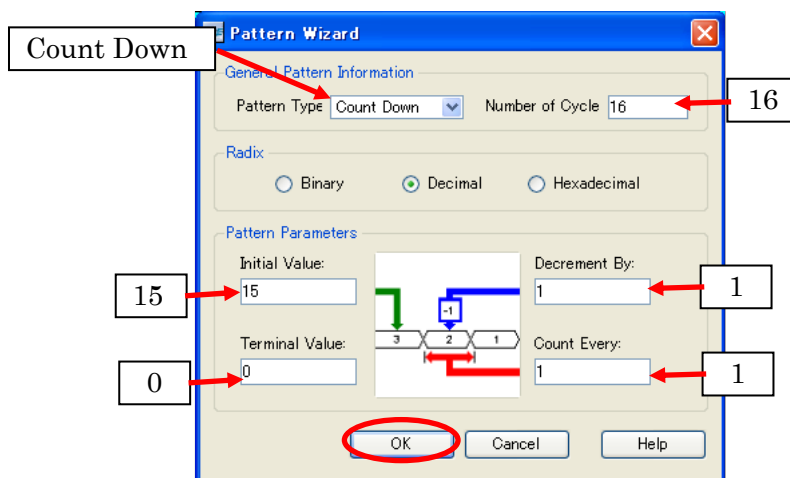 Pattern Wizard
Count Down
General Pattern Information
Pattern Type Count Down Number of Cycle 16
16
Radix
Binary Decimal Hexadecimal
Pattern Parameters
Initial Value: Decrement By:
15 15 1 1
-1
3 2 1
Terminal Value: Count Every:
0 0 1 1
OK Cancel Help